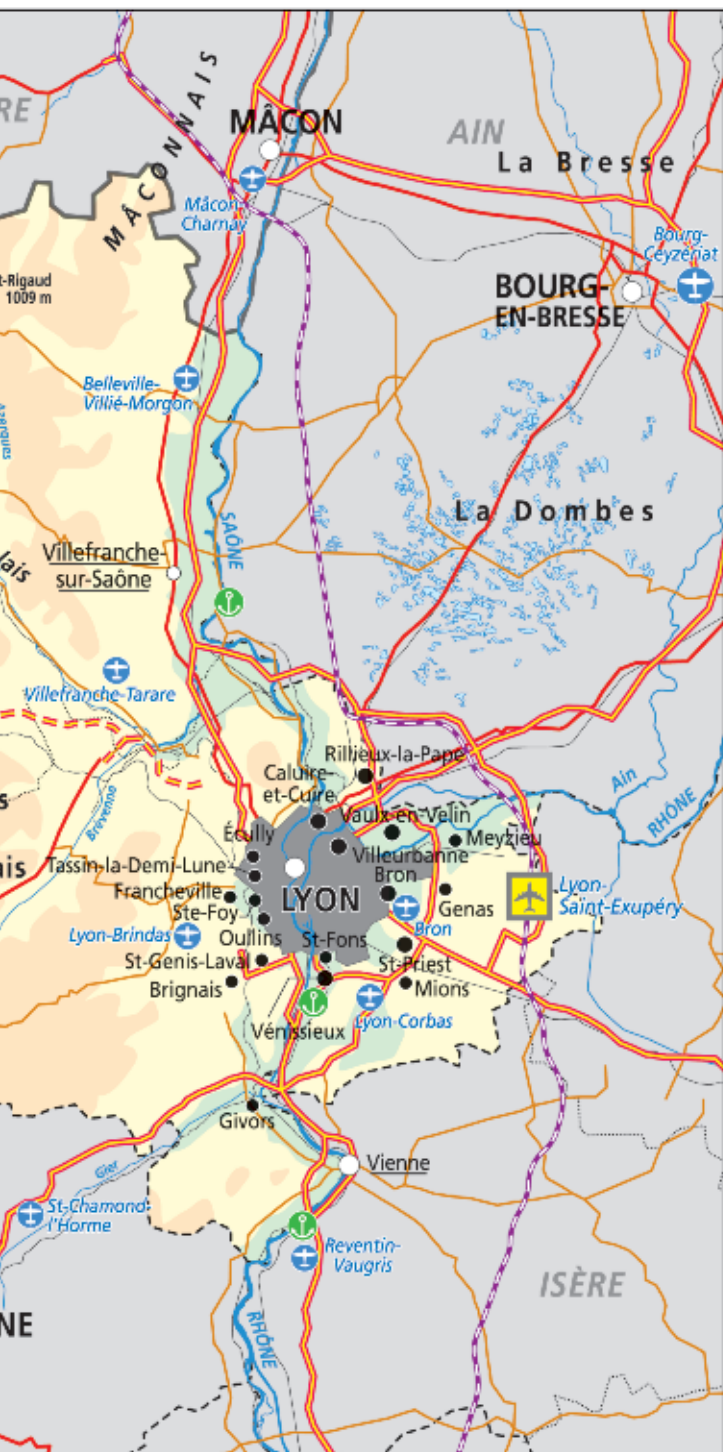 RE
MÂCONNAIS
MÂCON
AIN
La Bresse
Mâcon-
Charnay
Bourg-
Ceyzériat
t-Rigaud
1009 m
BOURG-
EN-BRESSE
Belleville-
Villié-Morgon
Azergues
SAÔNE
La Dombes
Villefranche-
sur-Saône
lais
Villefranche-Tarare
Rillieux-la-Pape
Caluire-
et-Cuire
Ain
RHÔNE
Brévenne
s
Vaulx-en-Velin
Écully
Meyzieu
ais
Tassin-la-Demi-Lune
Villeurbanne
Bron
Francheville
LYON
Genas
Lyon-
Saint-Exupéry
Ste-Foy
Bron
Lyon-Brindas
Oullins
St-Fons
St-Genis-Laval
St-Priest
Brignais
Mions
Vénissieux
Lyon-Corbas
Givors
Vienne
Gier
St-Chamond-
l'Horme
Reventin-
Vaugris
ISÈRE
NE
RHÔNE